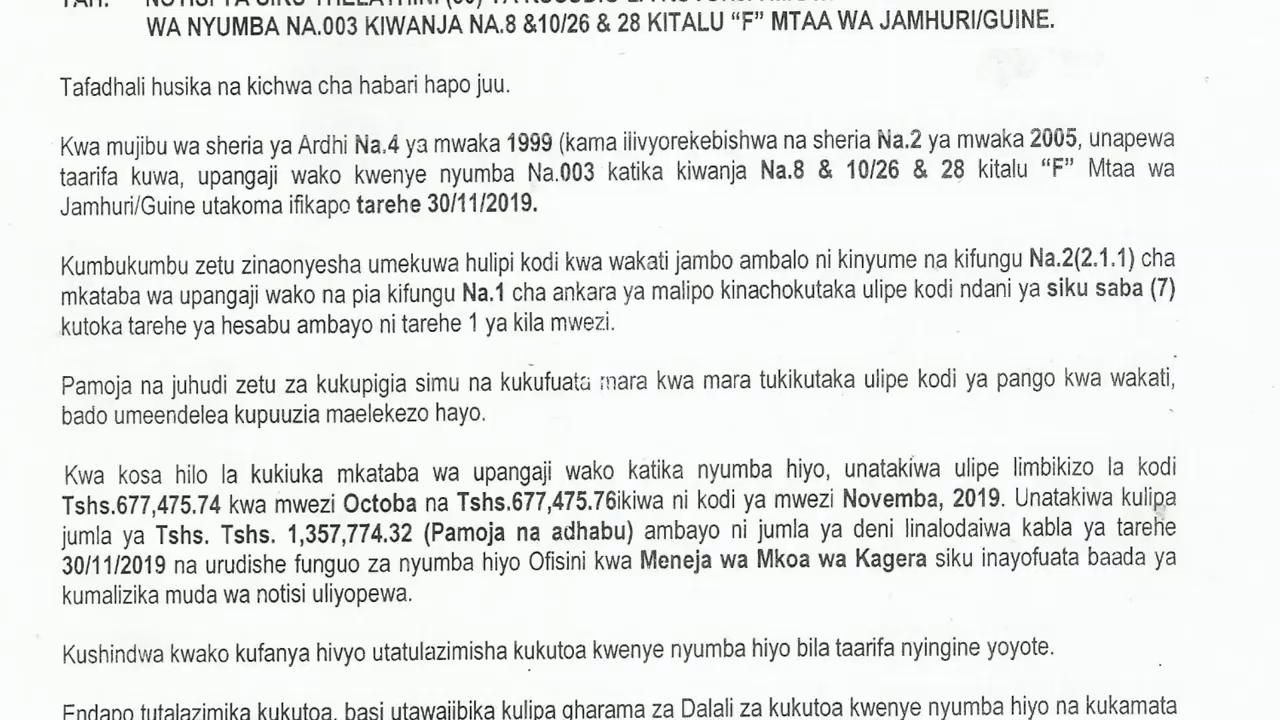 WA NYUMBA NA.003 KIWANJA NA.8 &10/26 & 28 KITALU “F” MTAA WA JAMHURI/GUINE.
Tafadhali husika na kichwa cha habari hapo juu.
Kwa mujibu wa sheria ya Ardhi Na.4 ya mwaka 1999 (kama ilivyorekebishwa na sheria Na.2 ya mwaka 2005, unapewa
taarifa kuwa, upangaji wako kwenye nyumba Na.003 katika kiwanja Na.8 & 10/26 & 28 kitalu “F” Mtaa wa
Jamhuri/Guine utakoma ifikapo tarehe 30/11/2019.
Kumbukumbu zetu zinaonyesha umekuwa hulipi kodi kwa wakati jambo ambalo ni kinyume na kifungu Na.2(2.1.1) cha
mkataba wa upangaji wako na pia kifungu Na.1 cha ankara ya malipo kinachokutaka ulipe kodi ndani ya siku saba (7)
kutoka tarehe ya hesabu ambayo ni tarehe 1 ya kila mwezi.
Pamoja na juhudi zetu za kukupigia simu na kukufuata mara kwa mara tukikutaka ulipe kodi ya pango kwa wakati,
bado umeendelea kupuuzia maelekezo hayo.
Kwa kosa hilo la kukiuka mkataba wa upangaji wako katika nyumba hiyo, unatakiwa ulipe limbikizo la kodi
Tshs.677,475.74 kwa mwezi Octoba na Tshs.677,475.76ikiwa ni kodi ya mwezi Novemba, 2019. Unatakiwa kulipa
jumla ya Tshs. Tshs. 1,357,774.32 (Pamoja na adhabu) ambayo ni jumla ya deni linalodaiwa kabla ya tarehe
30/11/2019 na urudishe funguo za nyumba hiyo Ofisini kwa Meneja wa Mkoa wa Kagera siku inayofuata baada ya
kumalizika muda wa notisi uliyopewa.
Kushindwa kwako kufanya hivyo utatulazimisha kukutoa kwenye nyumba hiyo bila taarifa nyingine yoyote.
Endapo tutalazimika kukutoa, basi utawajibika kulipa gharama za Dalali za kukutoa kwenye nyumba hiyo na kukamata